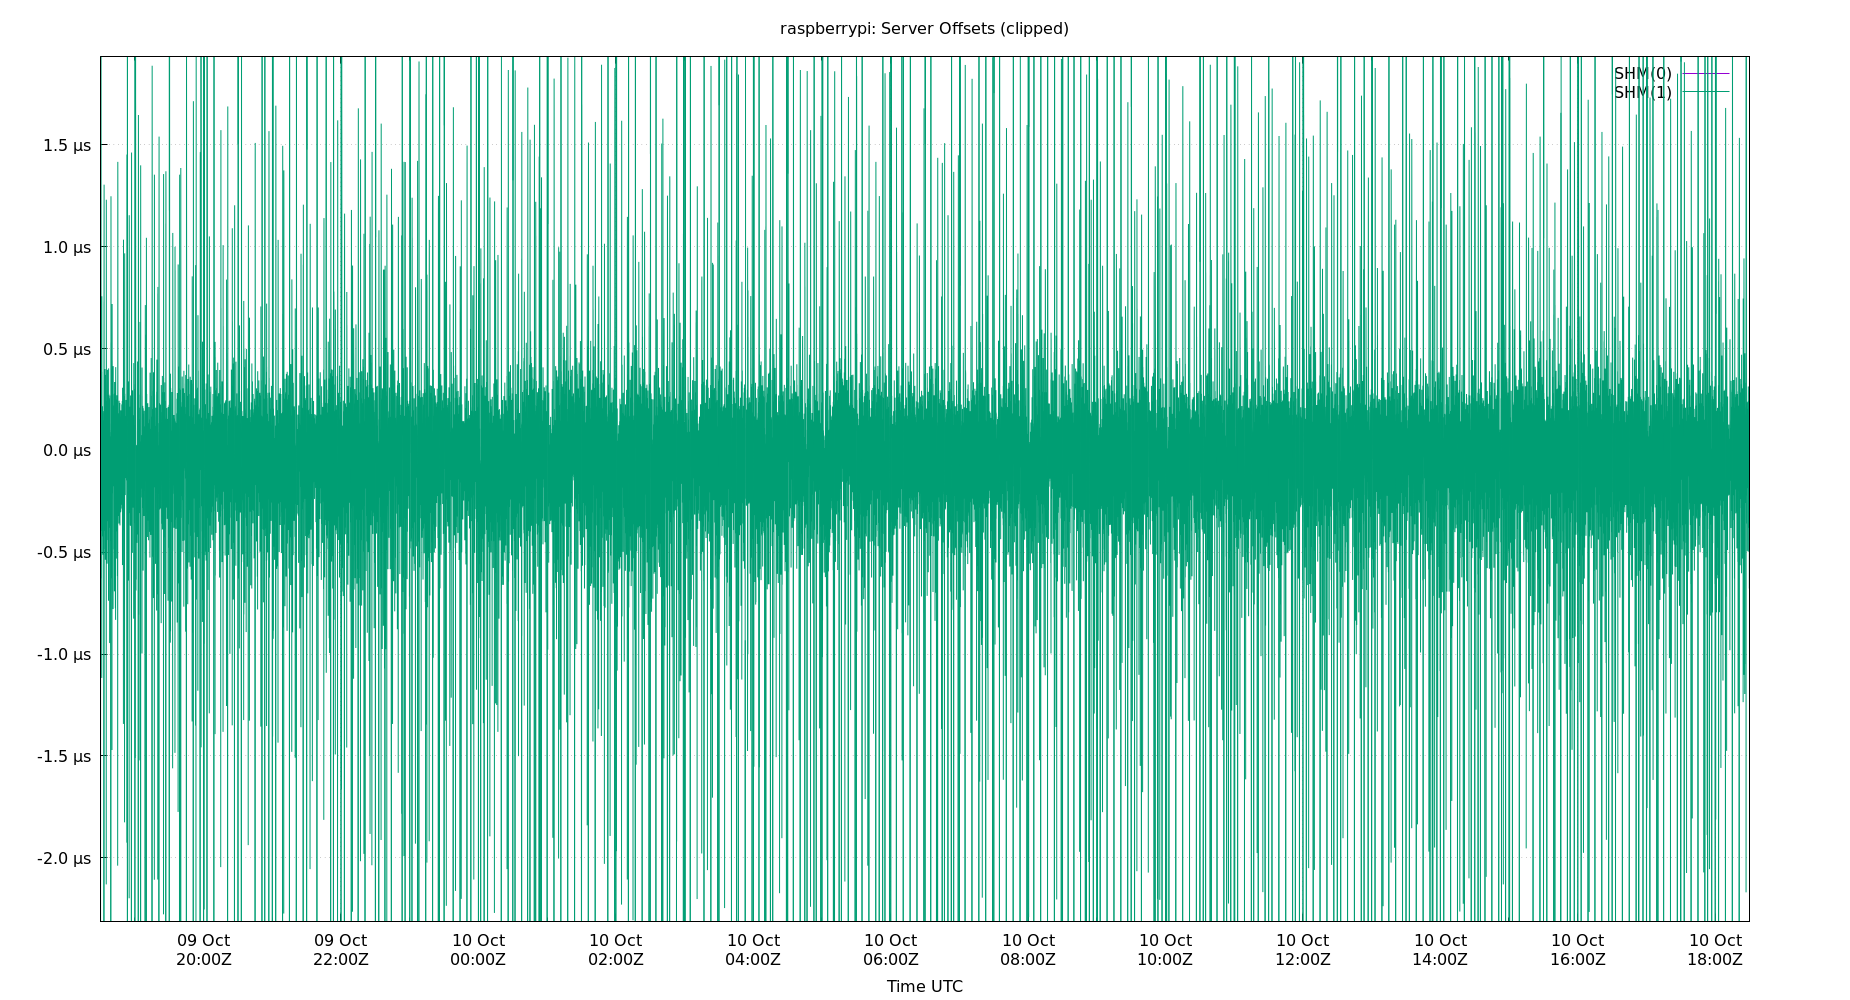 raspberrypi: Server Offsets (clipped)
SHM(0)
SHM(1)
1.5 µs
1.0 µs
0.5 µs
0.0 µs
-0.5 µs
-1.0 µs
-1.5 µs
-2.0 µs
09 Oct 09 Oct 10 Oct 10 Oct 10 Oct 10 Oct 10 Oct 10 Oct 10 Oct 10 Oct 10 Oct 10 Oct
20:00Z 22:00Z 00:00Z 02:00Z 04:00Z 06:00Z 08:00Z 10:00Z 12:00Z 14:00Z 16:00Z 18:00Z
Time UTC